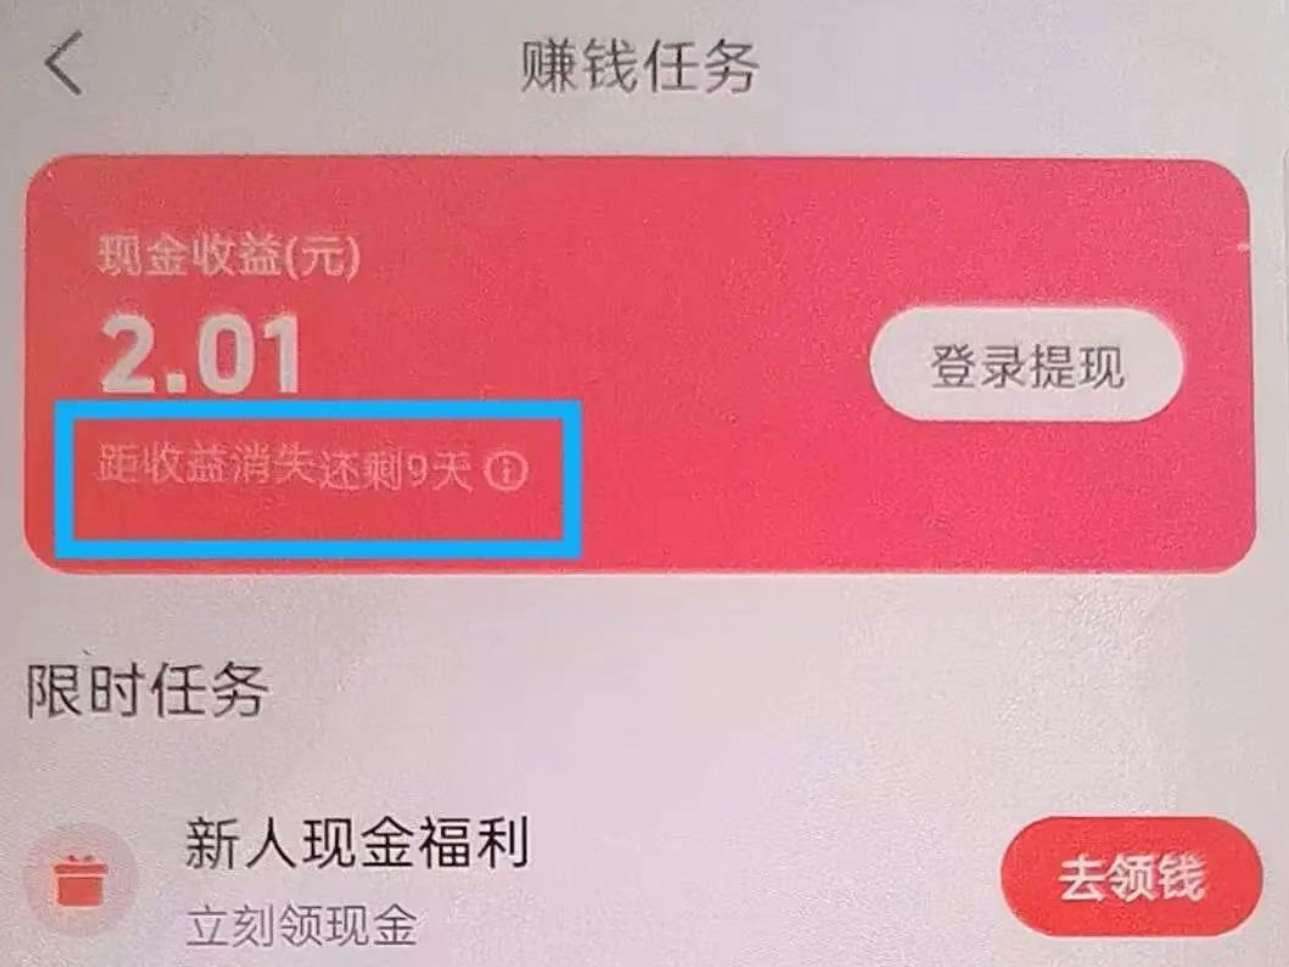 赚钱任务
现金收益(元)
2.01
登录提现
距收益消失还剩9天
限时任务
新人现金福利
立刻领现金
去领钱